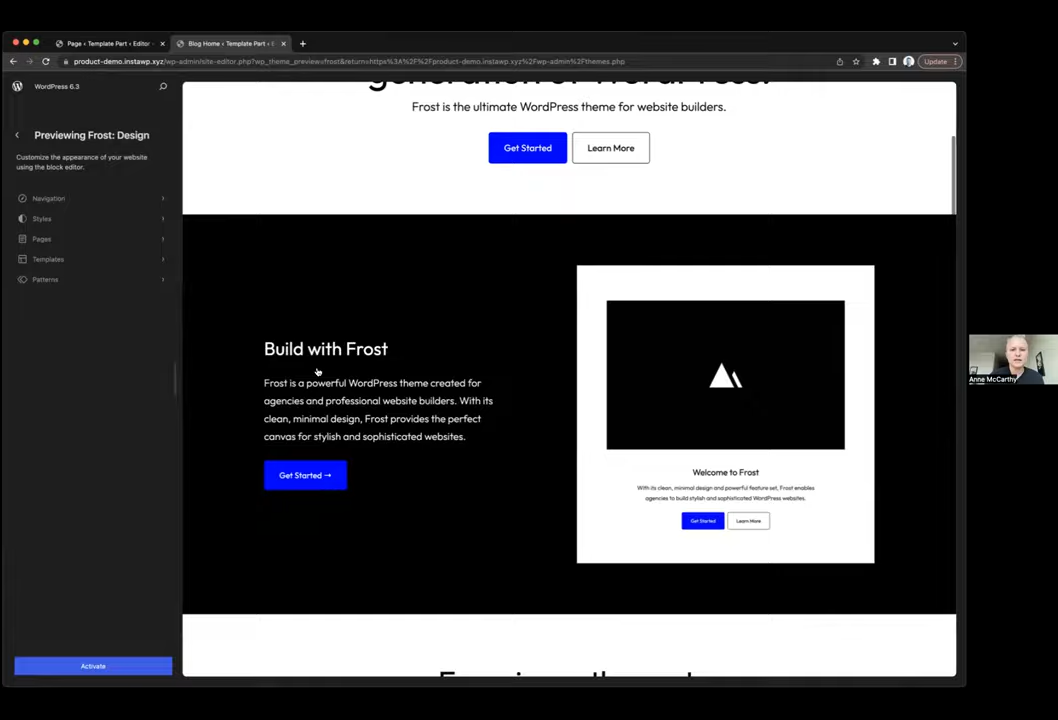 Page ‹ Template Part ‹ Editor -
Blog Home ‹ Template Part ‹ E
Update
product-demo.instawp.xyz/wp-admin/site-editor.php?wp_theme_preview=frost&return=https%3A%2F%2Fproduct-demo.instawp.xyz%2Fwp-admin%2Fthemes.php
WordPress 6.3
Previewing Frost: Design
Customize the appearance of your website
using the block editor.
Navigation
Styles
Pages
Templates
Patterns
Activate
generation of WordPress.
Frost is the ultimate WordPress theme for website builders.
Get Started
Learn More
Build with Frost
Frost is a powerful WordPress theme created for
agencies and professional website builders. With its
clean, minimal design, Frost provides the perfect
canvas for stylish and sophisticated websites.
Get Started →
Welcome to Frost
With its clean, minimal design and powerful feature set, Frost enables
agencies to build stylish and sophisticated WordPress websites.
Get Started
Learn More
Anne McCarthy